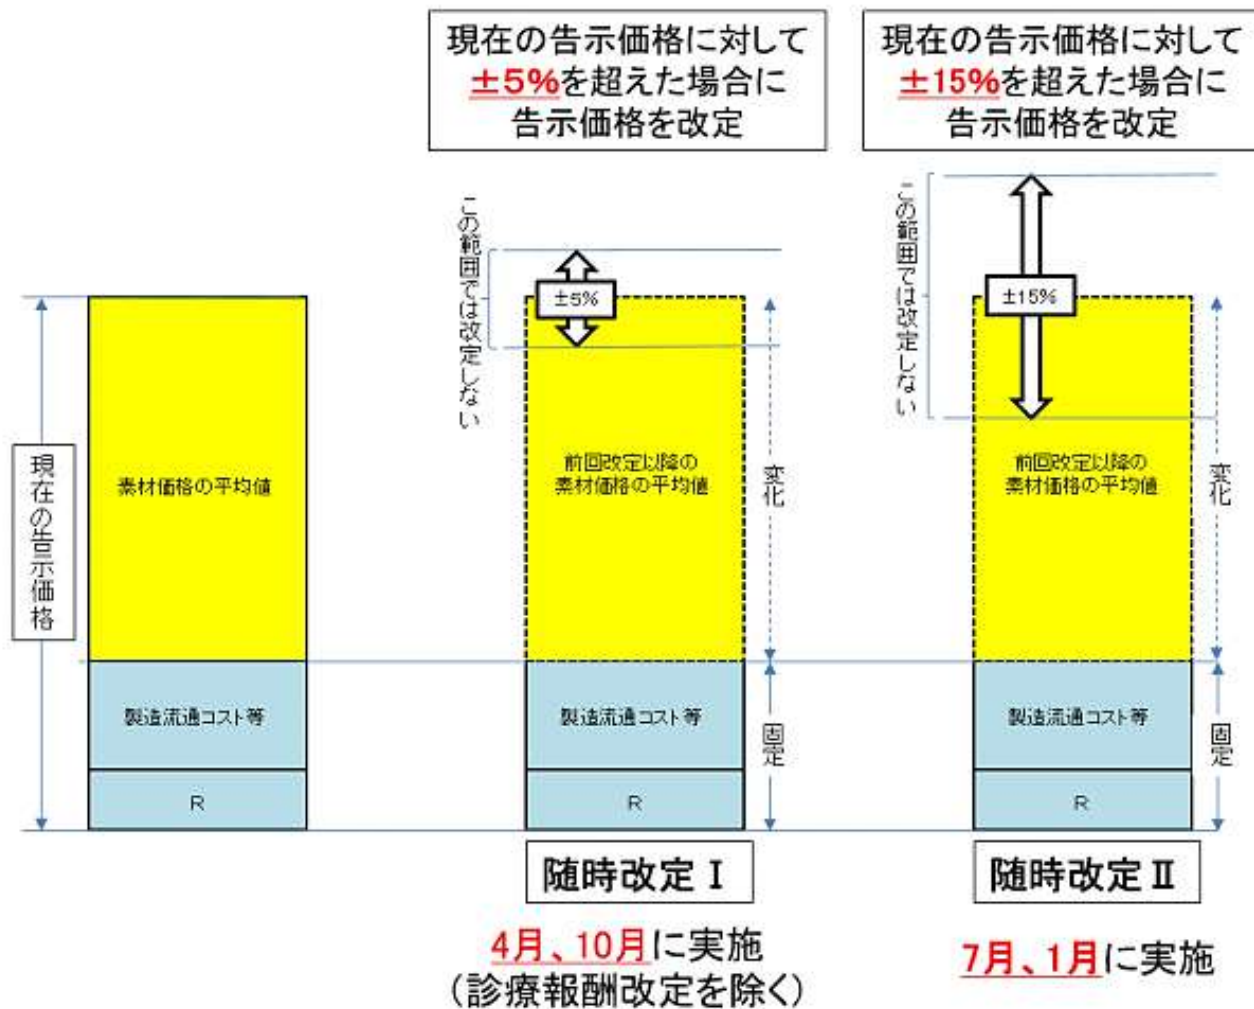 現在の告示価格に対して
±5%を超えた場合に
告示価格を改定
現在の告示価格に対して
±15%を超えた場合に
告示価格を改定
現在の告示価格
素材価格の平均値
製造流通コスト等
R
この範囲では改定しない
±5%
前回改定以降の
素材価格の平均値
変化
製造流通コスト等
固定
R
この範囲では改定しない
±15%
前回改定以降の
素材価格の平均値
変化
製造流通コスト等
固定
R
随時改定Ⅰ
4月、10月に実施
(診療報酬改定を除く)
随時改定Ⅱ
7月、1月に実施